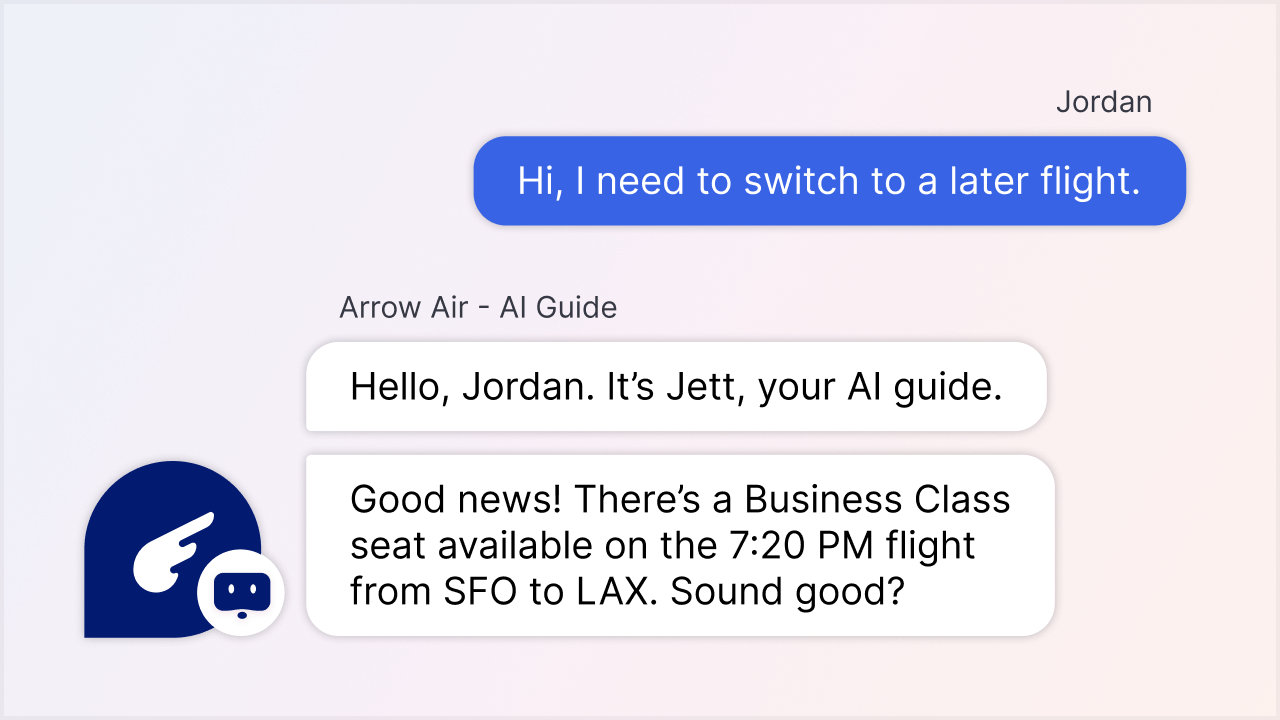 Jordan
Hi, I need to switch to a later flight.
Arrow Air - AI Guide
Hello, Jordan. It’s Jett, your AI guide.
Good news! There’s a Business Class
seat available on the 7:20 PM flight
from SFO to LAX. Sound good?